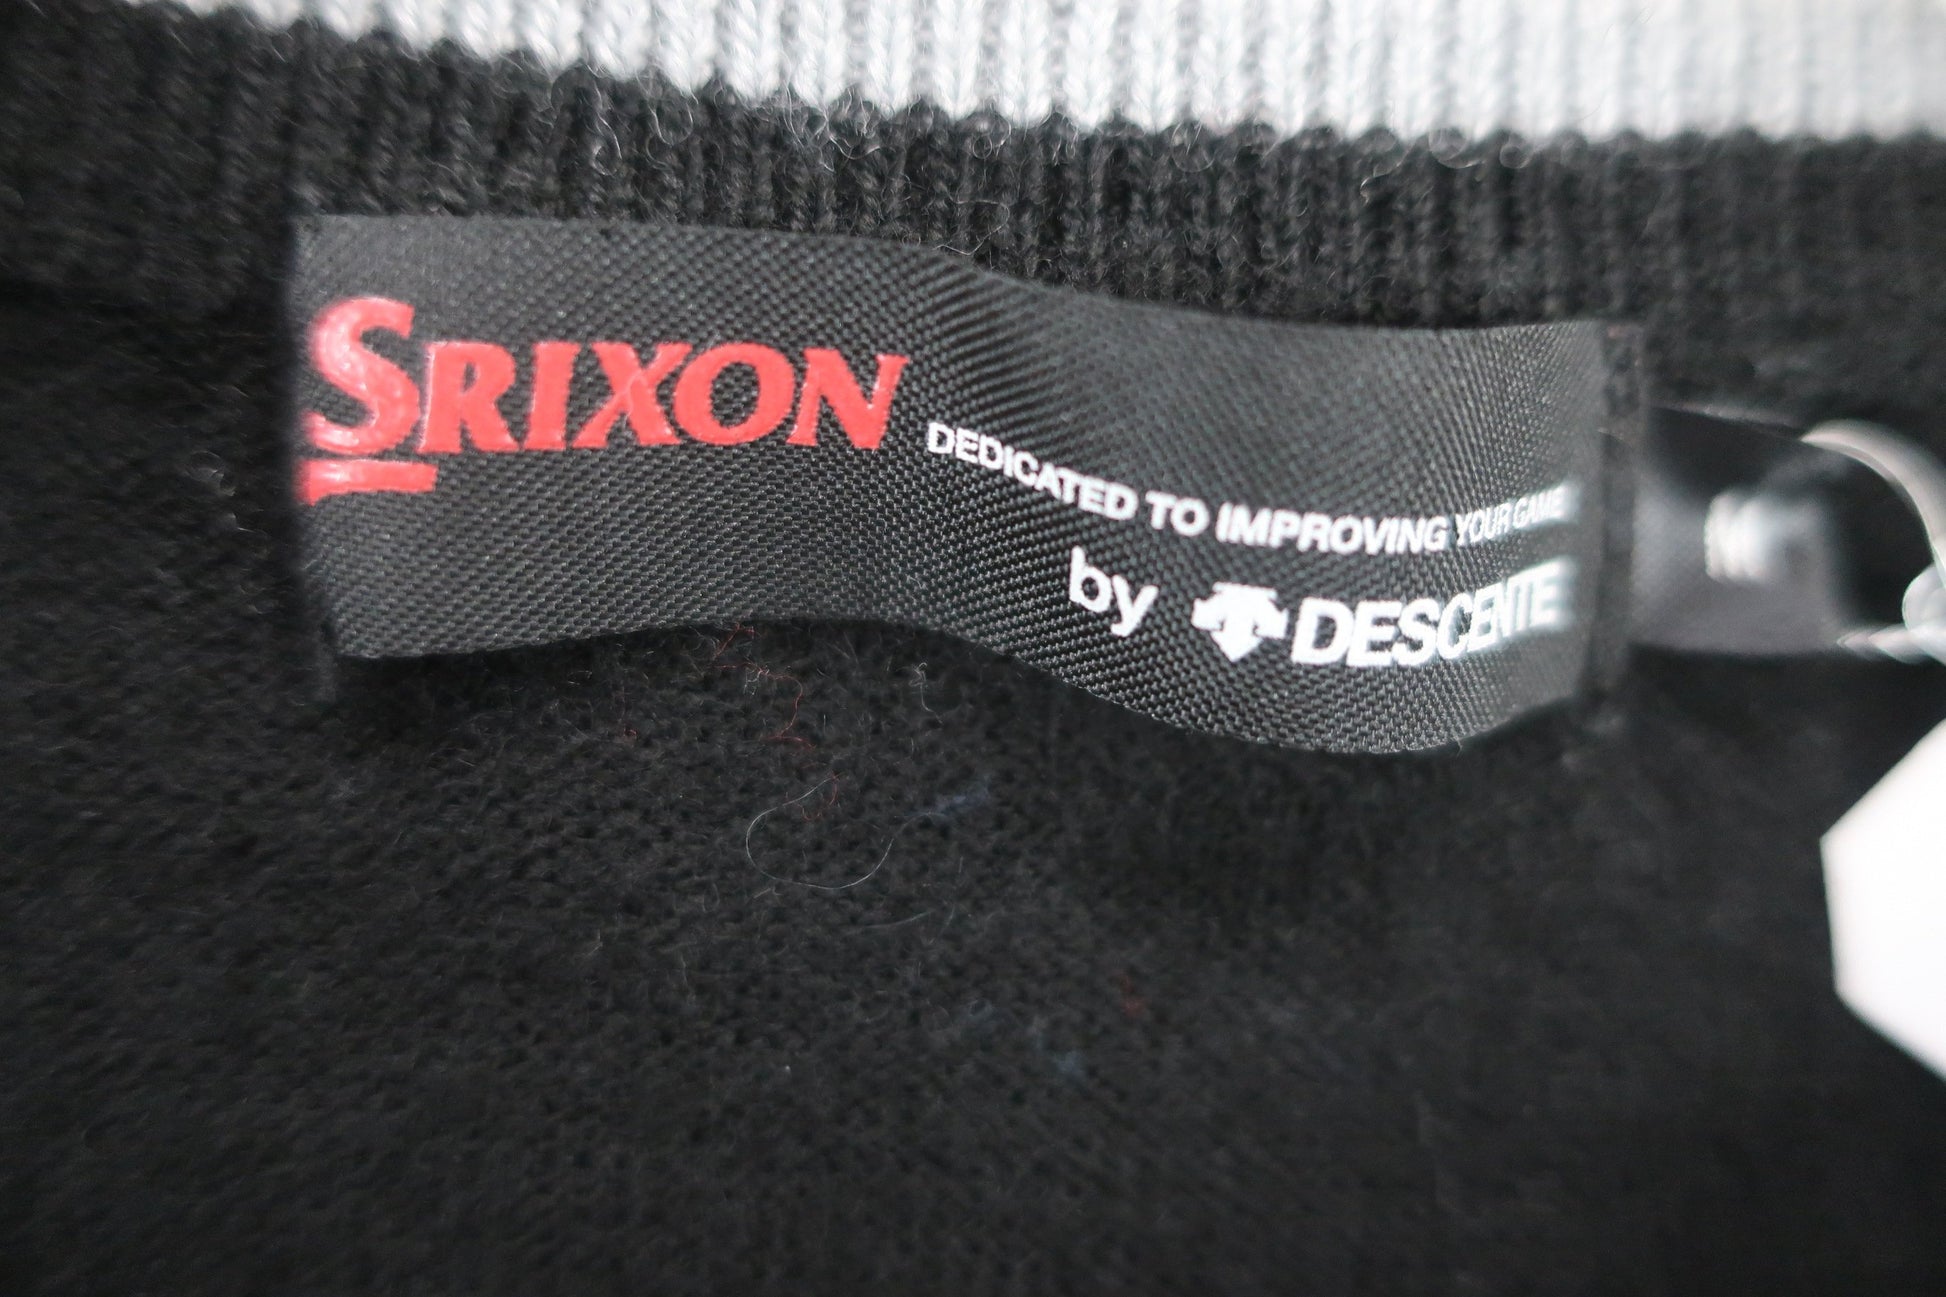 SRIXON
DEDICATED TO IMPROVING YOUR GAME
by DESCENTE
M